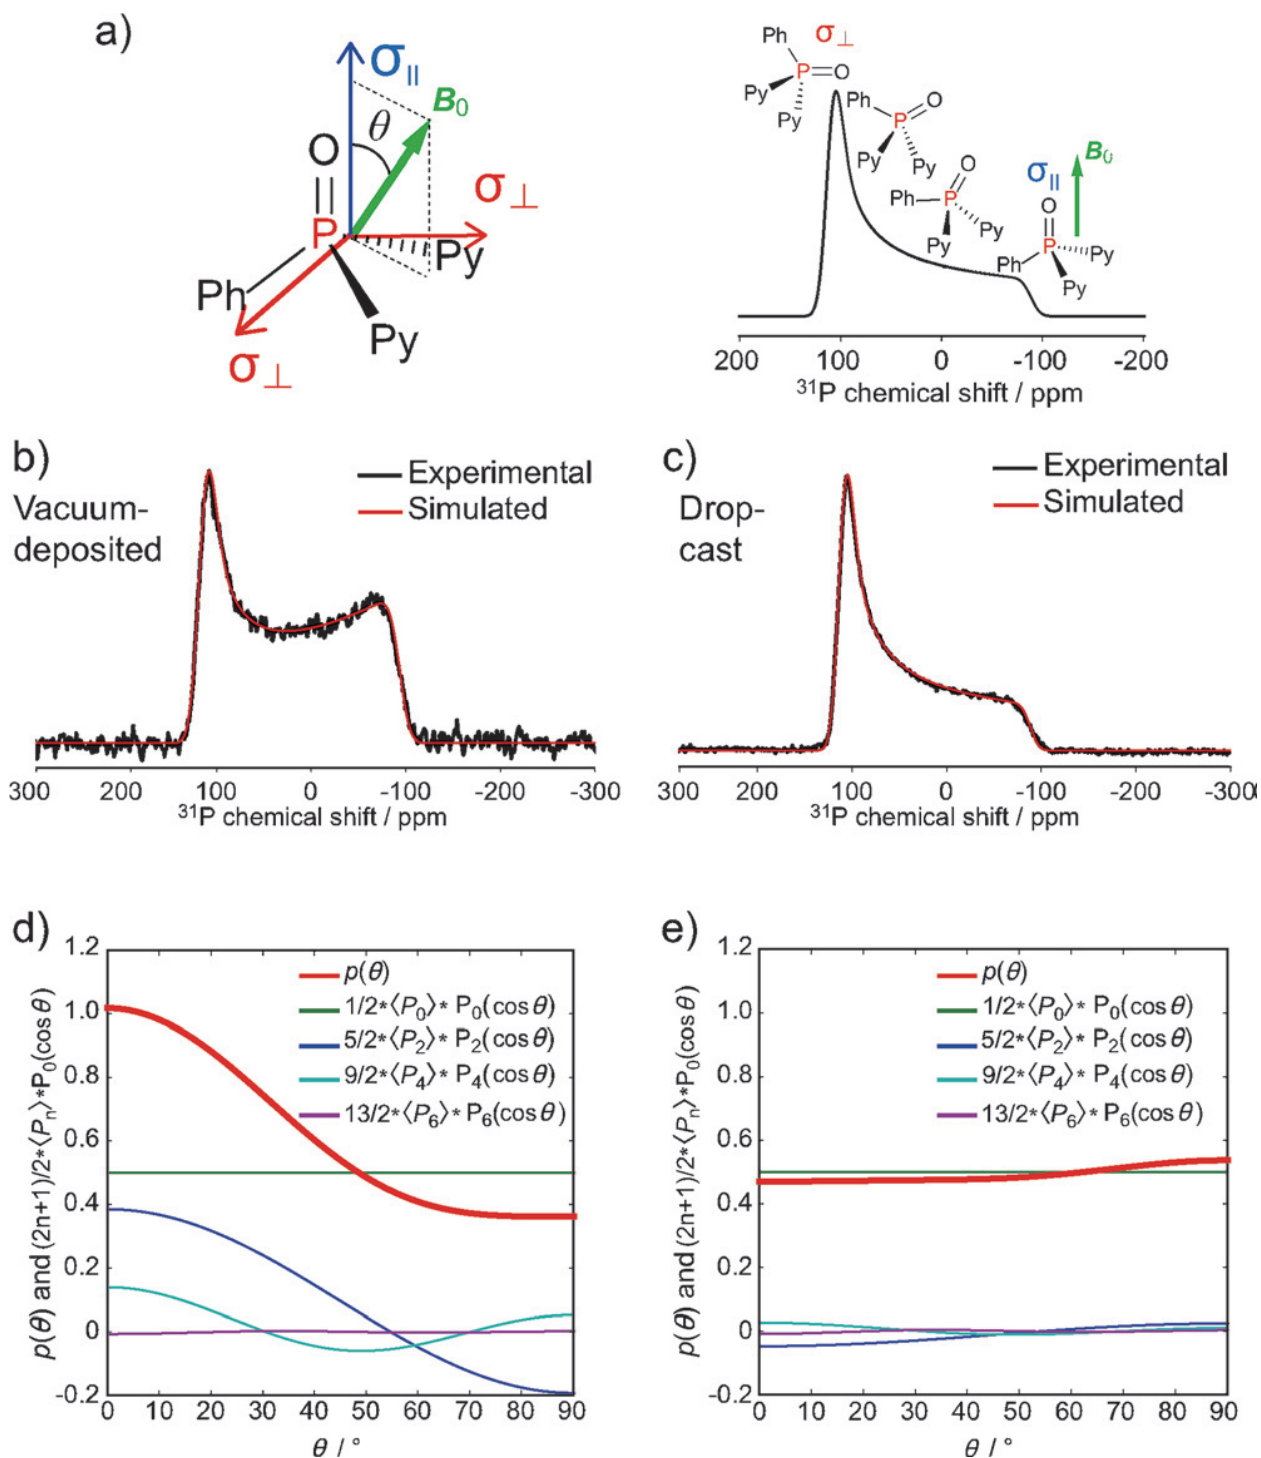 a)
σ∥
B0
θ
O
P
σ⊥
Py
Ph
Py
σ⊥
Ph
σ⊥
P
O
Py
Py
Ph
O
P
Py
Py
O
Ph
P
Py
Py
σ∥
B0
O
P
Ph
Py
Py
200 100 0 -100 -200
31P chemical shift / ppm
b)
Vacuum-
deposited
Experimental
Simulated
300 200 100 0 -100 -200 -300
31P chemical shift / ppm
c)
Drop-
cast
Experimental
Simulated
300 200 100 0 -100 -200 -300
31P chemical shift / ppm
d)
p(θ) and (2n+1)/2*⟨Pn⟩*P0(cosθ)
1.2
1.0
0.8
0.6
0.4
0.2
0
-0.2
p(θ)
1/2*⟨P0⟩* P0(cosθ)
5/2*⟨P2⟩* P2(cosθ)
9/2*⟨P4⟩* P4(cosθ)
13/2*⟨P6⟩* P6(cosθ)
0 10 20 30 40 50 60 70 80 90
θ / °
e)
p(θ) and (2n+1)/2*⟨Pn⟩*P0(cosθ)
1.2
1.0
0.8
0.6
0.4
0.2
0
-0.2
p(θ)
1/2*⟨P0⟩* P0(cosθ)
5/2*⟨P2⟩* P2(cosθ)
9/2*⟨P4⟩* P4(cosθ)
13/2*⟨P6⟩* P6(cosθ)
0 10 20 30 40 50 60 70 80 90
θ / °